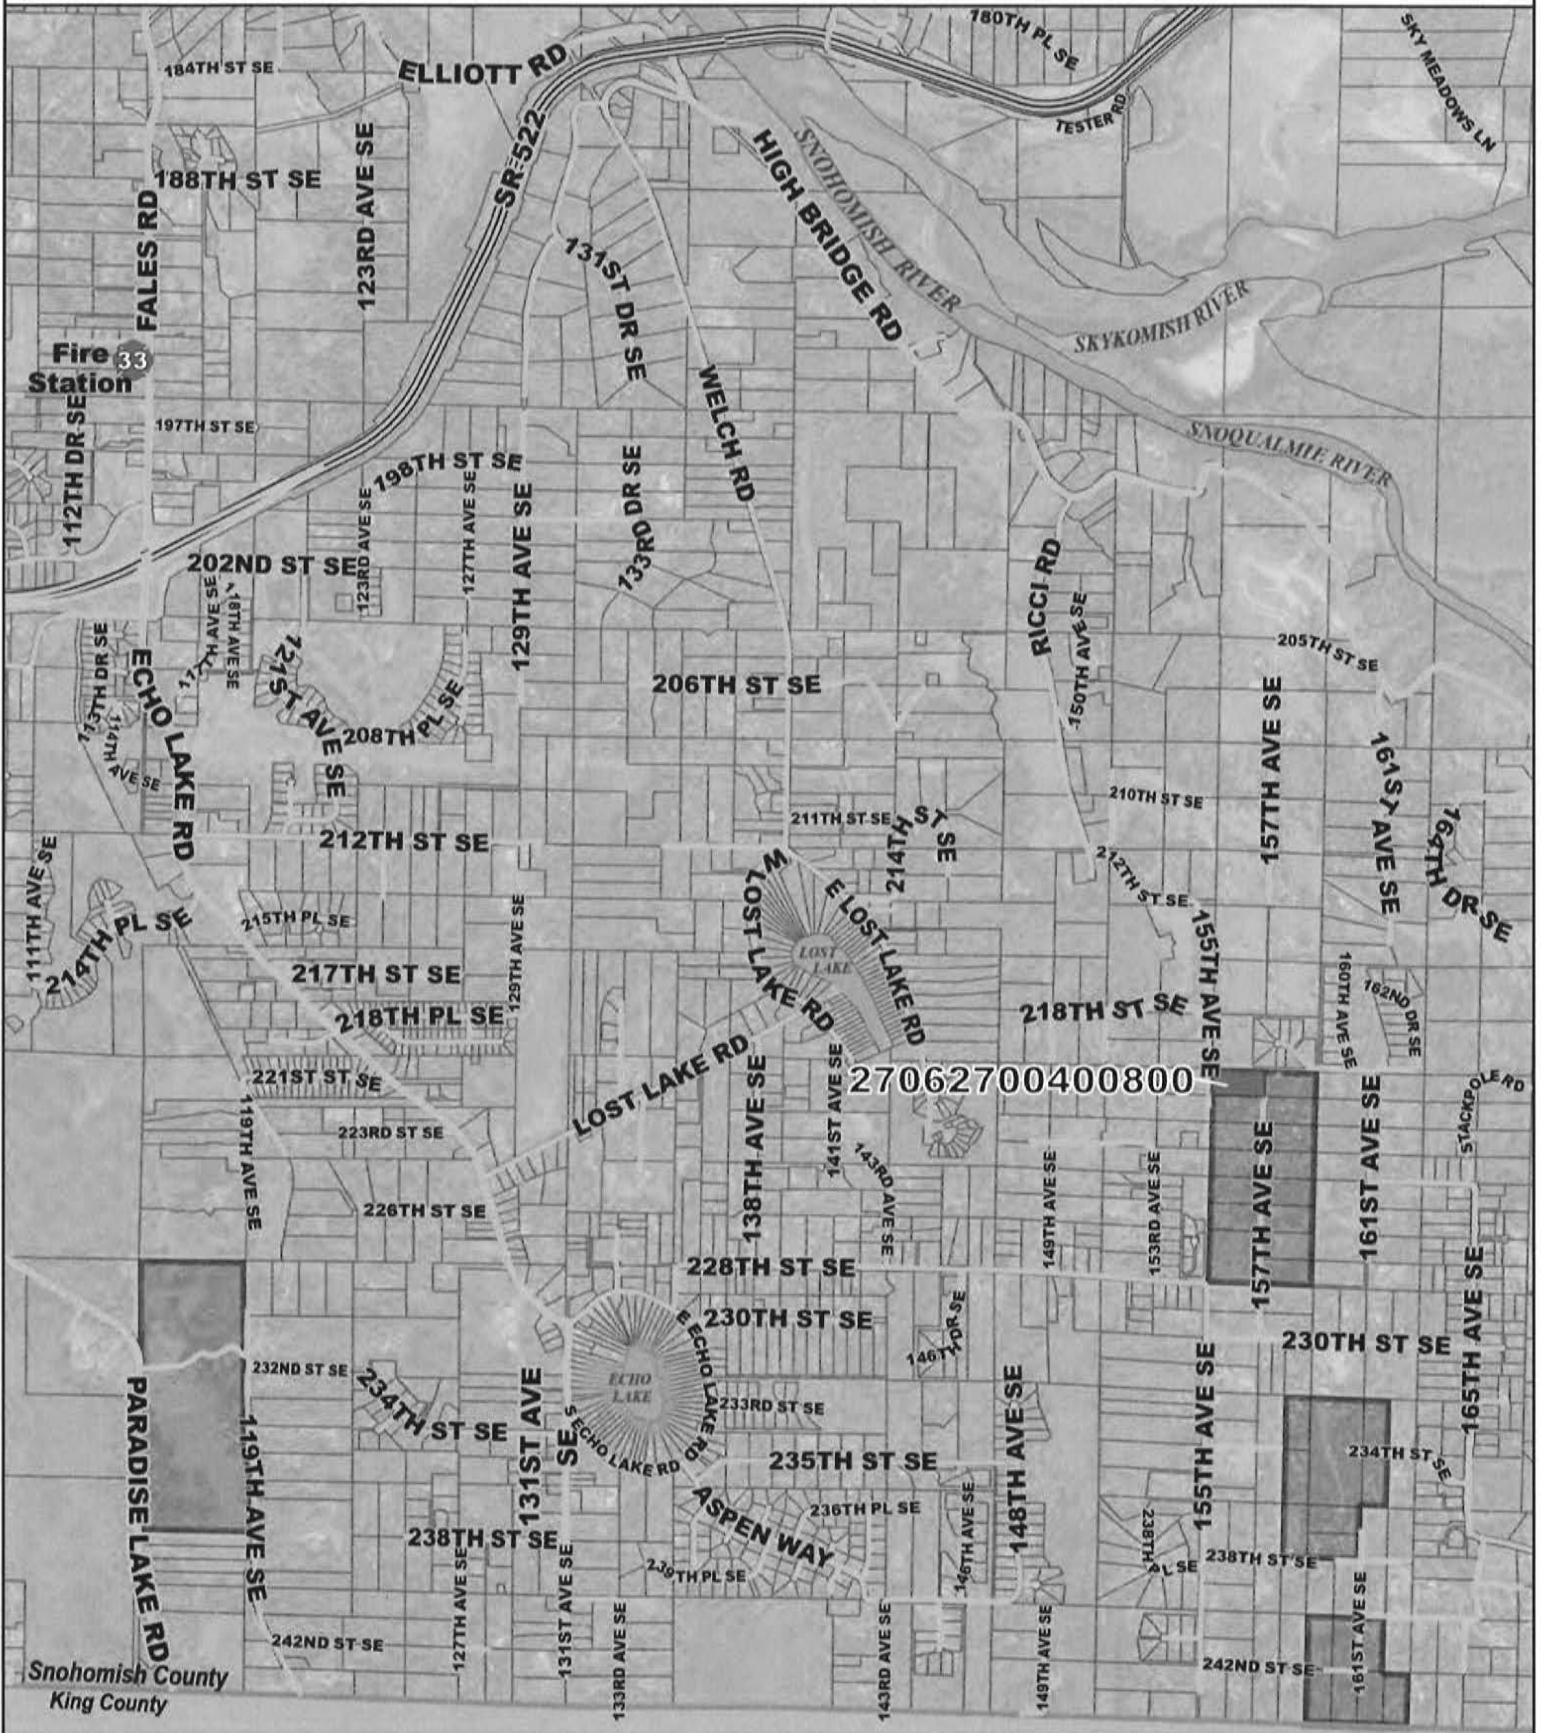 180TH PL SE
SKY MEADOWS LN
184TH ST SE
ELLIOTT RD
TESTER RD
SR-522
188TH ST SE
123RD AVE SE
FALES RD
HIGH BRIDGE RD
SNOHOMISH RIVER
131ST DR SE
SKYKOMISH RIVER
Fire 33
Station
WELCH RD
112TH DR SE
197TH ST SE
198TH ST SE
SNOQUALMIE RIVER
123RD AVE SE
127TH AVE SE
129TH AVE SE
133RD DR SE
202ND ST SE
RICCI RD
150TH AVE SE
117TH AVE SE
118TH AVE SE
113TH DR SE
114TH AVE SE
ECHO LAKE RD
121ST AVE SE
205TH ST SE
206TH ST SE
208TH PL SE
157TH AVE SE
161ST AVE SE
164TH DR SE
210TH ST SE
211TH ST SE
214TH ST SE
212TH ST SE
212TH ST SE
111TH AVE SE
214TH PL SE
215TH PL SE
W LOST LAKE RD
E LOST LAKE RD
LOST
LAKE
155TH AVE SE
129TH AVE SE
217TH ST SE
218TH PL SE
218TH ST SE
160TH AVE SE
162ND DR SE
221ST ST SE
LOST LAKE RD
138TH AVE SE
141ST AVE SE
27062700400800
161ST AVE SE
STACKPOLE RD
119TH AVE SE
223RD ST SE
143RD AVE SE
149TH AVE SE
153RD AVE SE
157TH AVE SE
226TH ST SE
228TH ST SE
165TH AVE SE
230TH ST SE
E ECHO LAKE RD
146TH DR SE
230TH ST SE
232ND ST SE
234TH ST SE
PARADISE LAKE RD
119TH AVE SE
131ST AVE SE
ECHO
LAKE
S ECHO LAKE RD
233RD ST SE
148TH AVE SE
155TH AVE SE
235TH ST SE
234TH ST SE
ASPEN WAY
236TH PL SE
146TH AVE SE
238TH PL SE
238TH ST SE
238TH ST SE
239TH PL SE
127TH AVE SE
131ST AVE SE
133RD AVE SE
143RD AVE SE
149TH AVE SE
161ST AVE SE
242ND ST SE
242ND ST SE
Snohomish County
King County